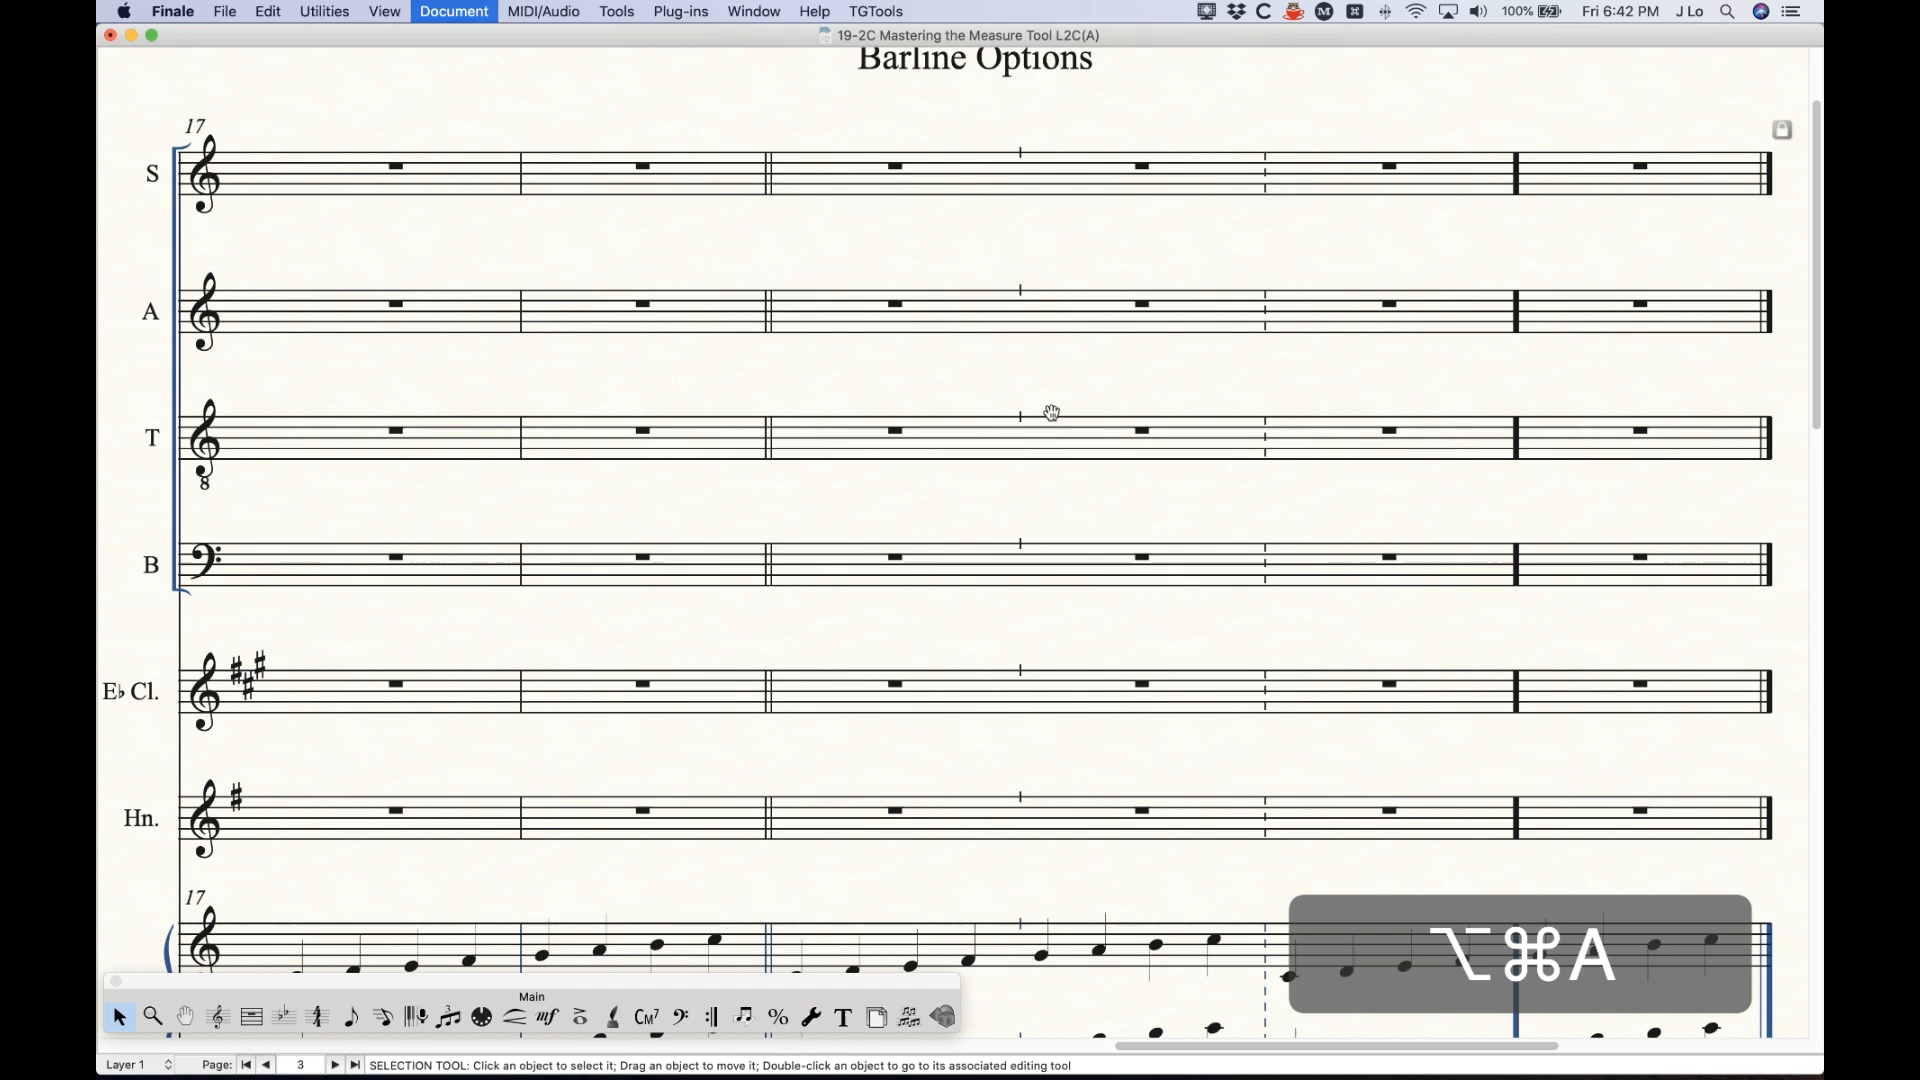 Finale File Edit Utilities View Document MIDI/Audio Tools Plug-ins Window Help TGTools 100% Fri 6:42 PM J Lo
19-2C Mastering the Measure Tool L2C(A)
Barline Options
17
S
A
T
8
B
E♭ Cl.
Hn.
17
⌥⌘A
Main
mf CM7 % T
Layer 1 Page: 3 SELECTION TOOL: Click an object to select it; Drag an object to move it; Double-click an object to go to its associated editing tool